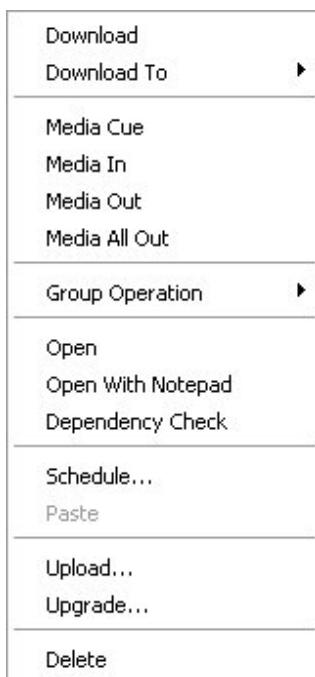 Download
Download To
Media Cue
Media In
Media Out
Media All Out
Group Operation
Open
Open With Notepad
Dependency Check
Schedule...
Paste
Upload...
Upgrade...
Delete